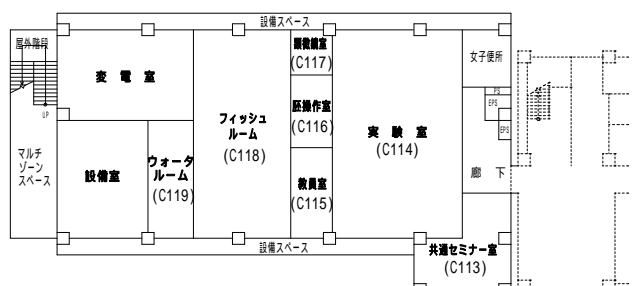 設備スペース
屋外階段
UP
マルチ
ゾーン
スペース
変電室
設備室
ウォータ
ルーム
(C119)
フィッシュ
ルーム
(C118)
顕微鏡室
(C117)
胚操作室
(C116)
教員室
(C115)
実験室
(C114)
女子便所
PS
EPS
EPS
廊下
設備スペース
共通セミナー室
(C113)